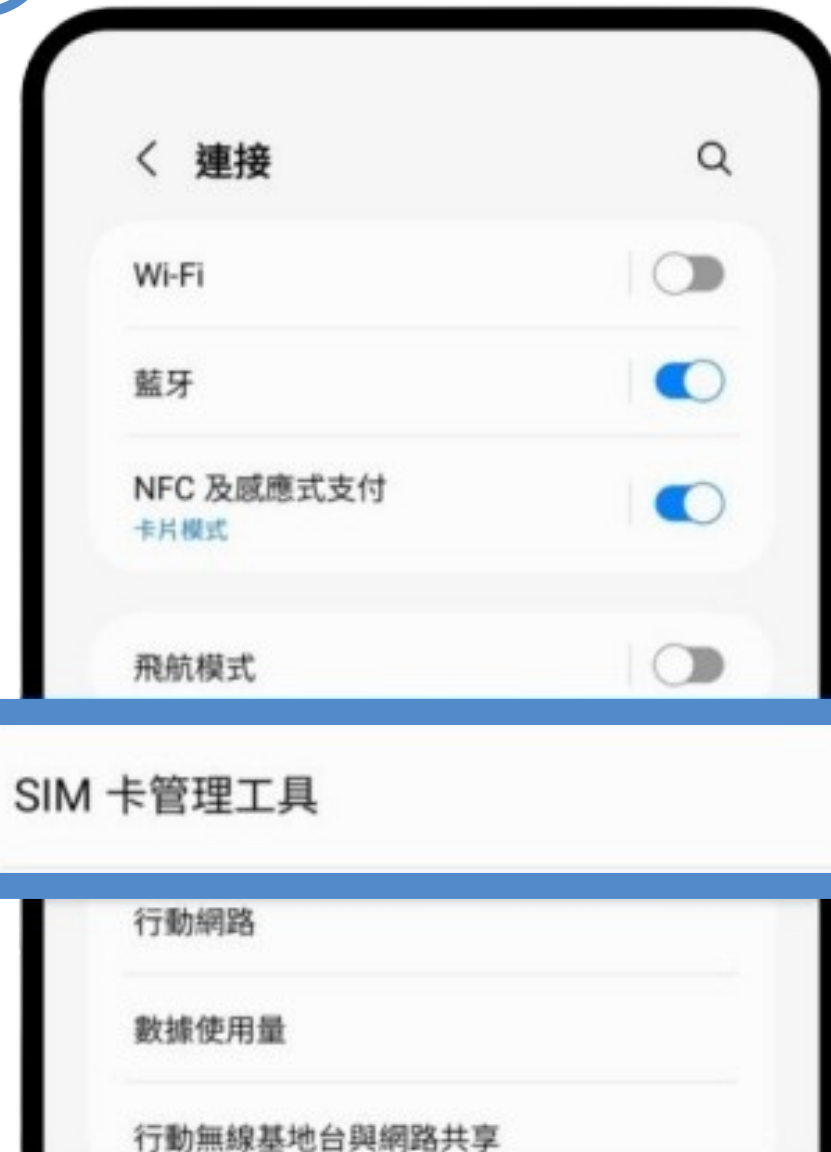 連接
Wi-Fi
藍牙
NFC 及感應式支付
卡片模式
飛航模式
SIM 卡管理工具
行動網路
數據使用量
行動無線基地台與網路共享